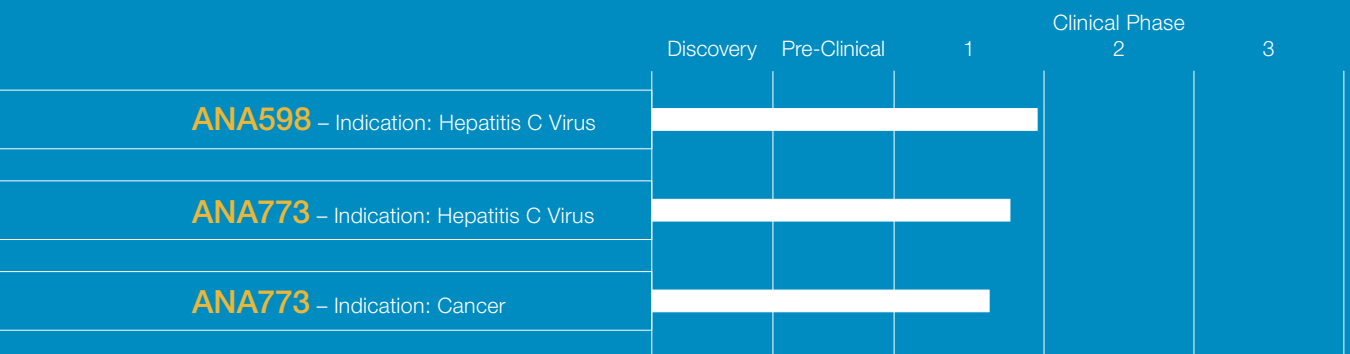 Clinical Phase
Discovery Pre-Clinical 1 2 3
ANA598 – Indication: Hepatitis C Virus
ANA773 – Indication: Hepatitis C Virus
ANA773 – Indication: Cancer